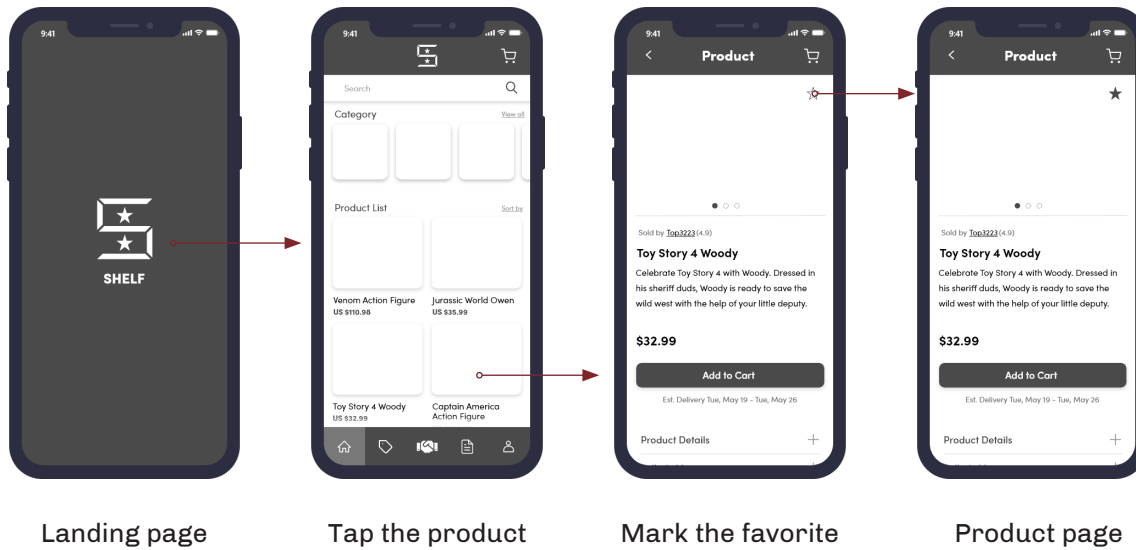 9:41
SHELF
Landing page
9:41
Search
Category
View all
Product List
Sort by
Venom Action Figure
US $110.98
Jurassic World Owen
US $35.99
Toy Story 4 Woody
US $32.99
Captain America
Action Figure
Tap the product
9:41
Product
Sold by Top3223 (4.9)
Toy Story 4 Woody
Celebrate Toy Story 4 with Woody. Dressed in
his sheriff duds, Woody is ready to save the
wild west with the help of your little deputy.
$32.99
Add to Cart
Est. Delivery Tue, May 19 - Tue, May 26
Product Details
Mark the favorite
9:41
Product
Sold by Top3223 (4.9)
Toy Story 4 Woody
Celebrate Toy Story 4 with Woody. Dressed in
his sheriff duds, Woody is ready to save the
wild west with the help of your little deputy.
$32.99
Add to Cart
Est. Delivery Tue, May 19 - Tue, May 26
Product Details
Product page